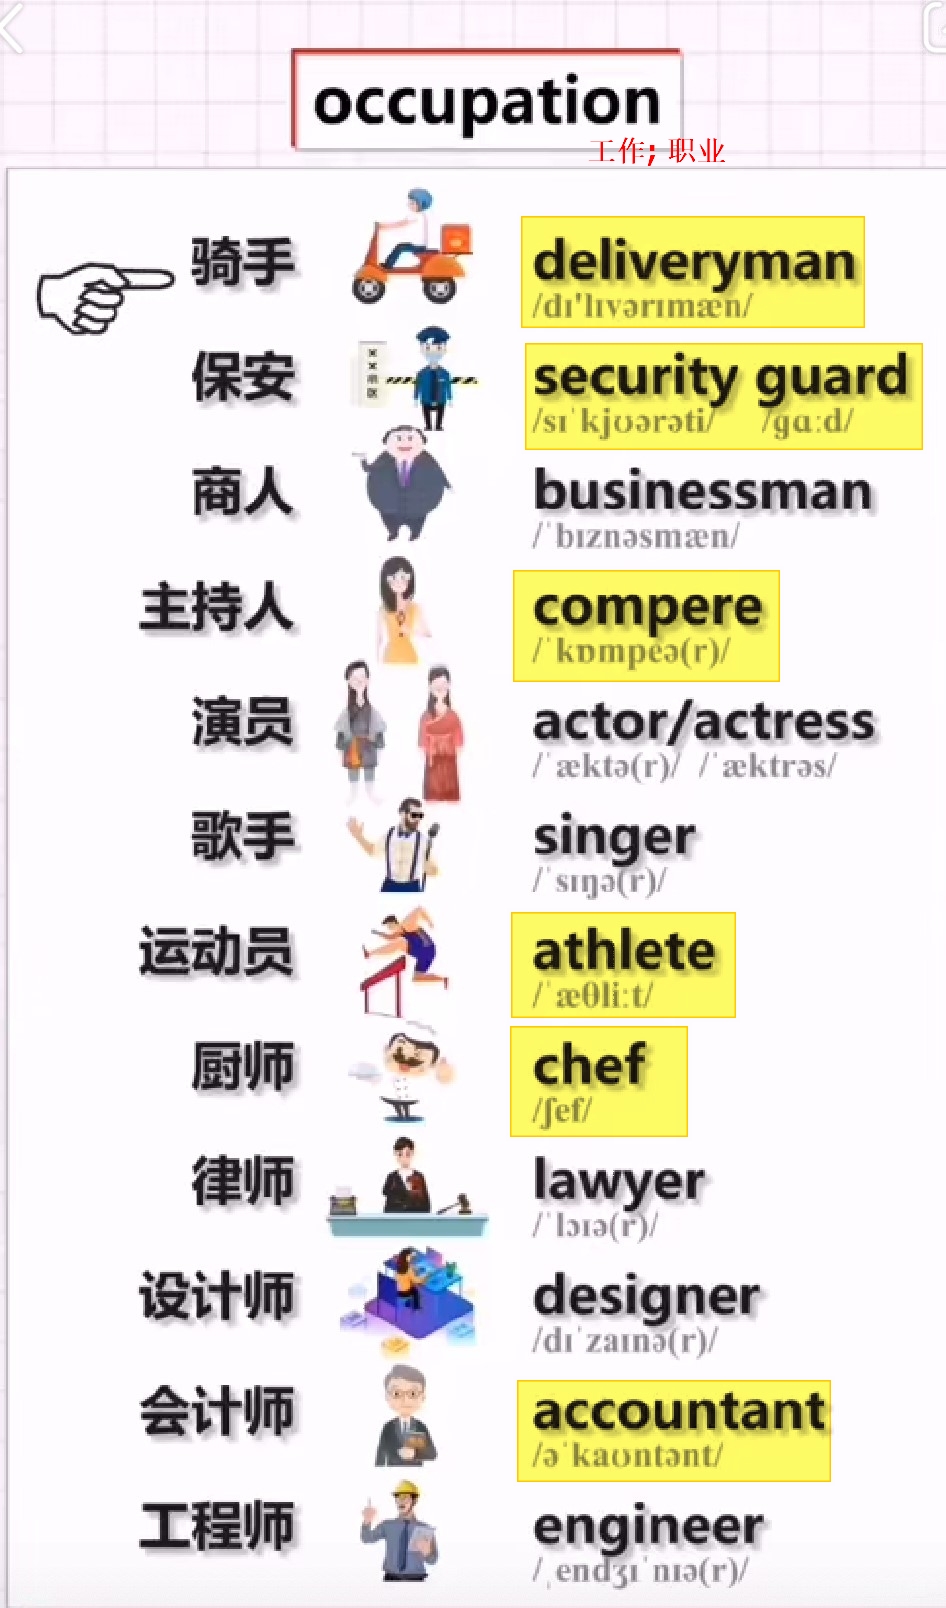 occupation
工作; 职业
骑手 deliveryman
/dɪ'lɪvərɪmæn/
保安 security guard
/sɪˈkjʊərəti/ /ɡɑːd/
商人 businessman
/ˈbɪznəsmæn/
主持人 compere
/ˈkɒmpeə(r)/
演员 actor/actress
/ˈæktə(r)/ /ˈæktrəs/
歌手 singer
/ˈsɪŋə(r)/
运动员 athlete
/ˈæθliːt/
厨师 chef
/ʃef/
律师 lawyer
/ˈlɔɪə(r)/
设计师 designer
/dɪˈzaɪnə(r)/
会计师 accountant
/əˈkaʊntənt/
工程师 engineer
/ˌendʒɪˈnɪə(r)/